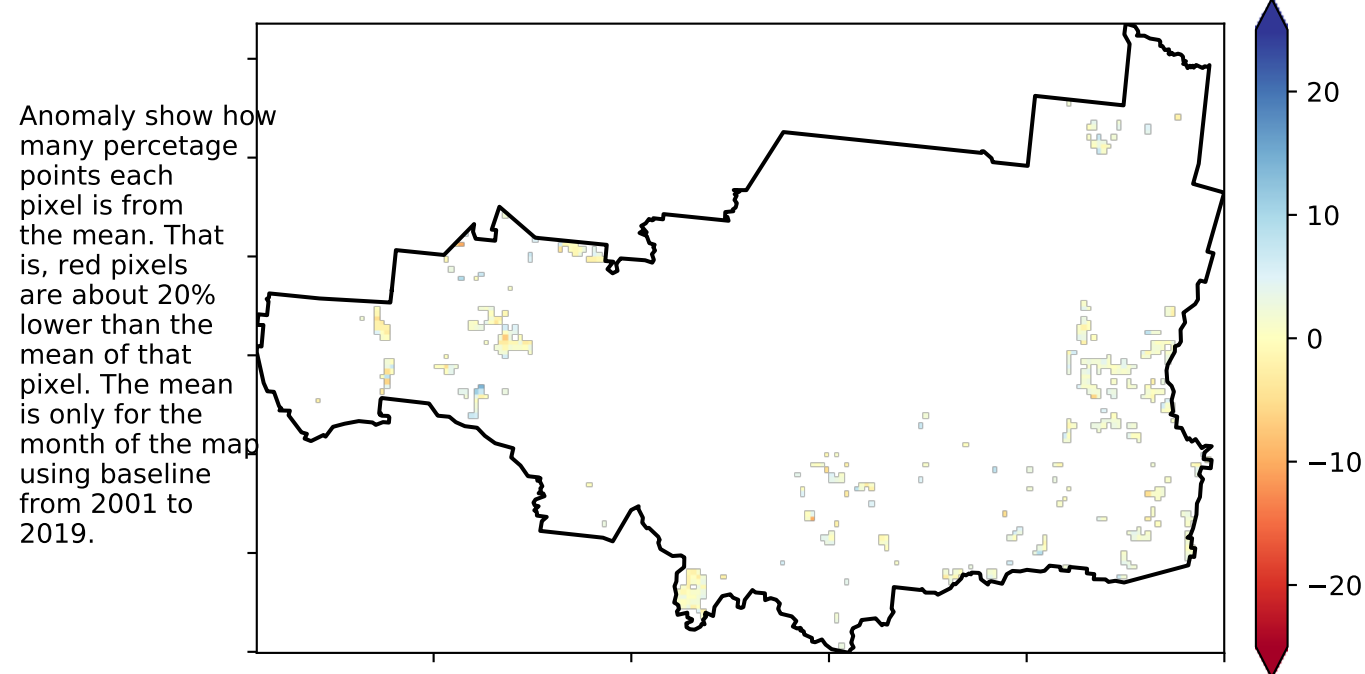 Anomaly show how
many percetage
points each
pixel is from
the mean. That
is, red pixels
are about 20%
lower than the
mean of that
pixel. The mean
is only for the
month of the map
using baseline
from 2001 to
2019.
20
10
0
−10
−20